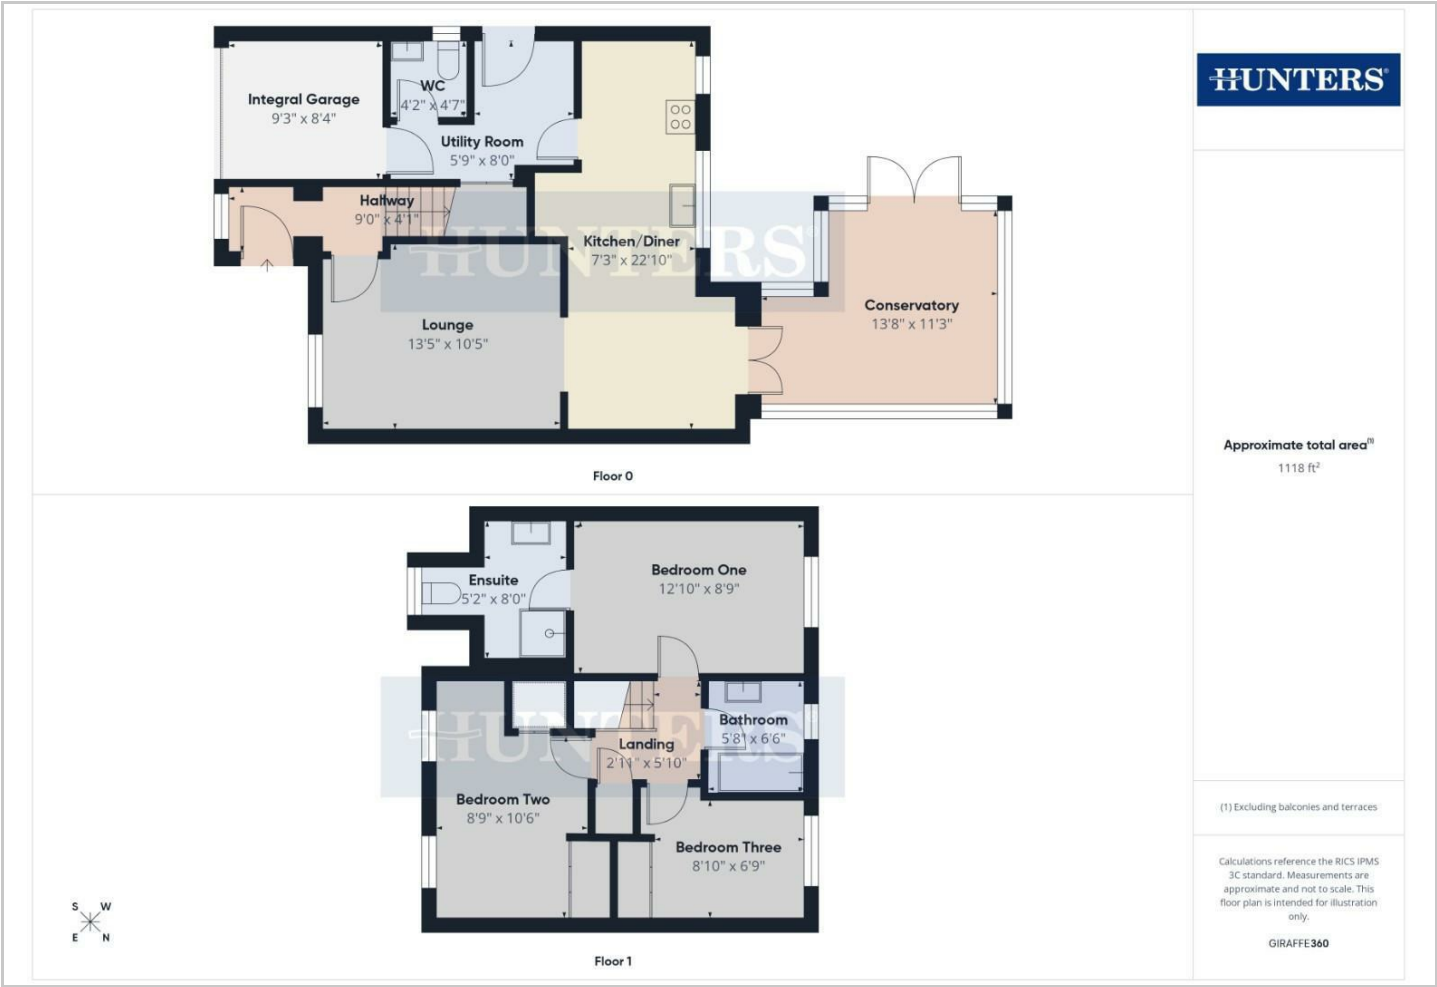 Integral Garage
9'3" x 8'4"
WC
4'2" x 4'7"
Utility Room
5'9" x 8'0"
Hallway
9'0" x 4'1"
Kitchen/Diner
7'3" x 22'10"
Lounge
13'5" x 10'5"
Conservatory
13'8" x 11'3"
HUNTERS®
Floor 0
HUNTERS®
Approximate total area(1)
1118 ft²
Ensuite
5'2" x 8'0"
Bedroom One
12'10" x 8'9"
Bathroom
5'8" x 6'6"
Landing
2'11" x 5'10"
HUNTERS®
Bedroom Two
8'9" x 10'6"
Bedroom Three
8'10" x 6'9"
Floor 1
S W
E N
(1) Excluding balconies and terraces
Calculations reference the RICS IPMS
3C standard. Measurements are
approximate and not to scale. This
floor plan is intended for illustration
only.
GIRAFFE360